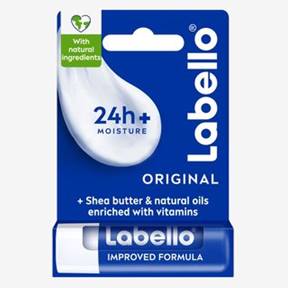 With
natural
ingredients
24h+
MOISTURE
Labello
ORIGINAL
+ Shea butter & natural oils
enriched with vitamins
Labello
IMPROVED FORMULA